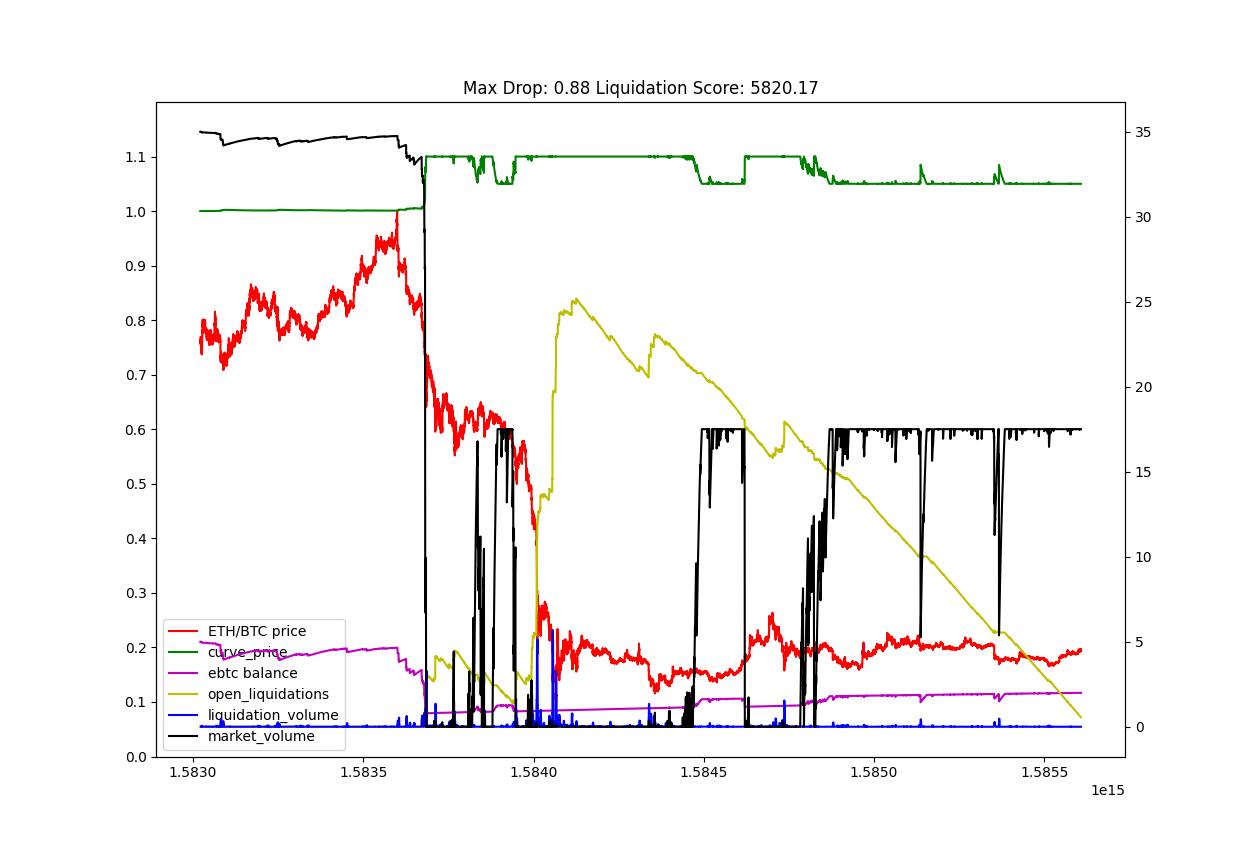 Max Drop: 0.88 Liquidation Score: 5820.17
1.1
1.0
0.9
0.8
0.7
0.6
0.5
0.4
0.3
0.2
0.1
0.0
35
30
25
20
15
10
5
0
ETH/BTC price
curve_price
ebtc balance
open_liquidations
liquidation_volume
market_volume
1.5830 1.5835 1.5840 1.5845 1.5850 1.5855
1e15